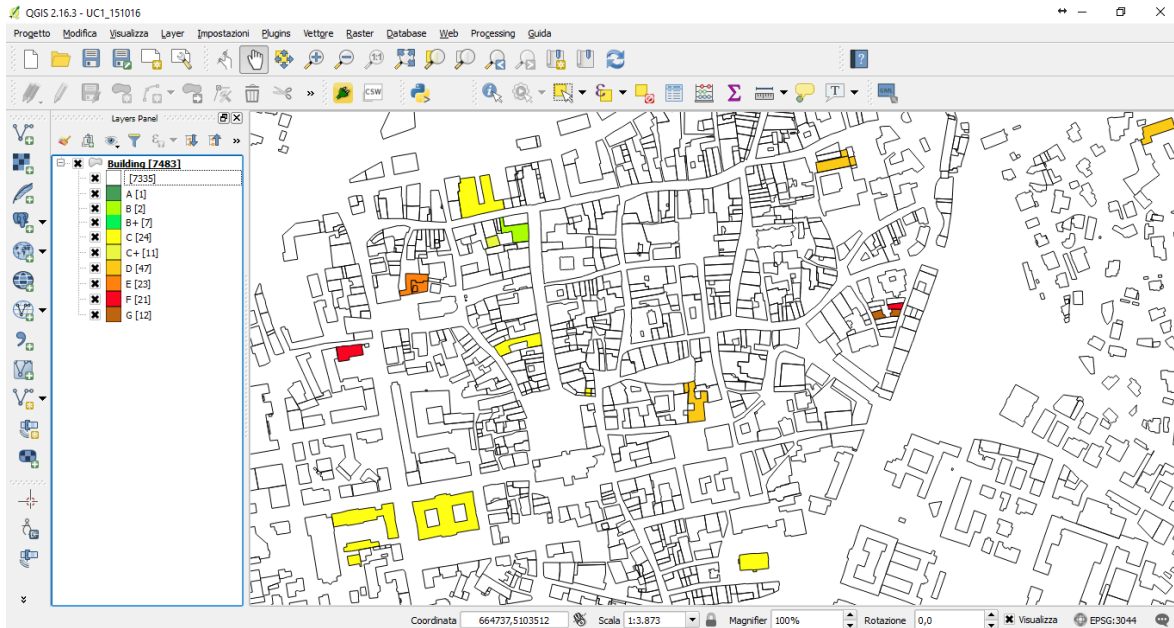 QGIS 2.16.3 - UC1_151016
Progetto Modifica Visualizza Layer Impostazioni Plugins Vettore Raster Database Web Processing Guida
1:1
T
CSW
Σ
Layers Panel
Building [7483]
[7335]
A [1]
B [2]
B+ [7]
C [24]
C+ [11]
D [47]
E [23]
F [21]
G [12]
Coordinata 664737,5103512 Scala 1:3.873 Magnifier 100% Rotazione 0,0 Visualizza EPSG:3044